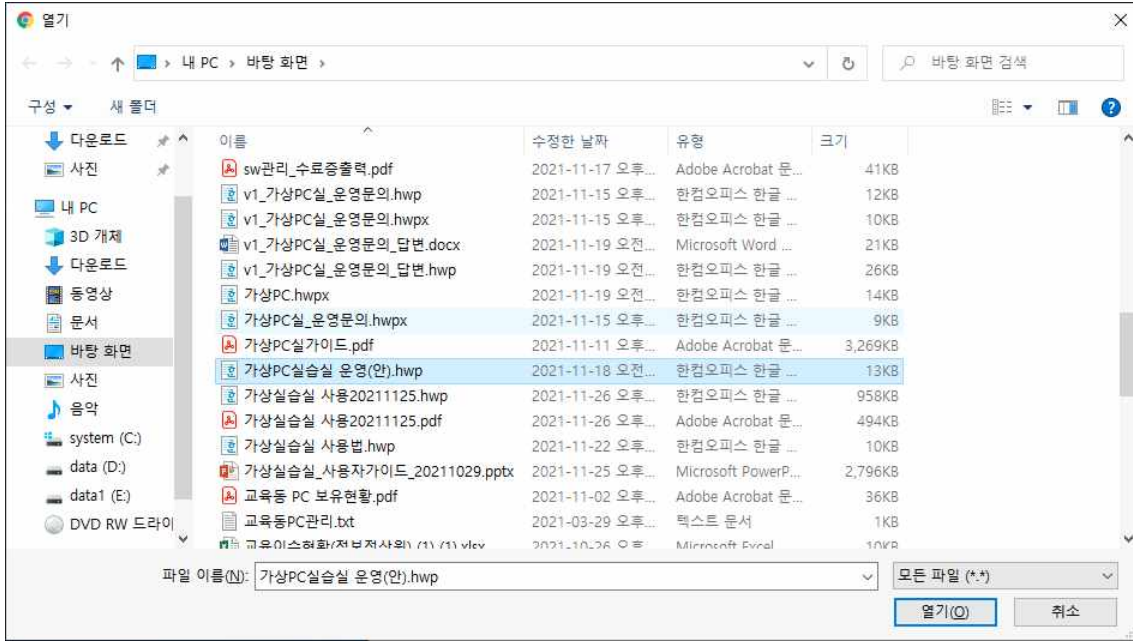 열기
내 PC › 바탕 화면 ›
바탕 화면 검색
구성 새 폴더
다운로드
사진
내 PC
3D 개체
다운로드
동영상
문서
바탕 화면
사진
음악
system (C:)
data (D:)
data1 (E:)
DVD RW 드라이
이름 수정한 날짜 유형 크기
sw관리_수료증출력.pdf 2021-11-17 오후... Adobe Acrobat 문... 41KB
v1_가상PC실_운영문의.hwp 2021-11-15 오후... 한컴오피스 한글 ... 12KB
v1_가상PC실_운영문의.hwpx 2021-11-15 오후... 한컴오피스 한글 ... 10KB
v1_가상PC실_운영문의_답변.docx 2021-11-19 오전... Microsoft Word ... 21KB
v1_가상PC실_운영문의_답변.hwp 2021-11-19 오전... 한컴오피스 한글 ... 26KB
가상PC.hwpx 2021-11-19 오전... 한컴오피스 한글 ... 14KB
가상PC실_운영문의.hwpx 2021-11-15 오후... 한컴오피스 한글 ... 9KB
가상PC실가이드.pdf 2021-11-11 오후... Adobe Acrobat 문... 3,269KB
가상PC실습실 운영(안).hwp 2021-11-18 오전... 한컴오피스 한글 ... 13KB
가상실습실 사용20211125.hwp 2021-11-26 오후... 한컴오피스 한글 ... 958KB
가상실습실 사용20211125.pdf 2021-11-26 오후... Adobe Acrobat 문... 494KB
가상실습실 사용법.hwp 2021-11-22 오후... 한컴오피스 한글 ... 10KB
가상실습실_사용자가이드_20211029.pptx 2021-11-25 오후... Microsoft PowerP... 2,796KB
교육동 PC 보유현황.pdf 2021-11-02 오후... Adobe Acrobat 문... 36KB
교육동PC관리.txt 2021-03-29 오후... 텍스트 문서 1KB
교육이수현황(정보전산원) (1) (1).xlsx 2021-10-26 오후... Microsoft Excel ... 10KB
파일 이름(N): 가상PC실습실 운영(안).hwp 모든 파일 (*.*)
열기(O) 취소